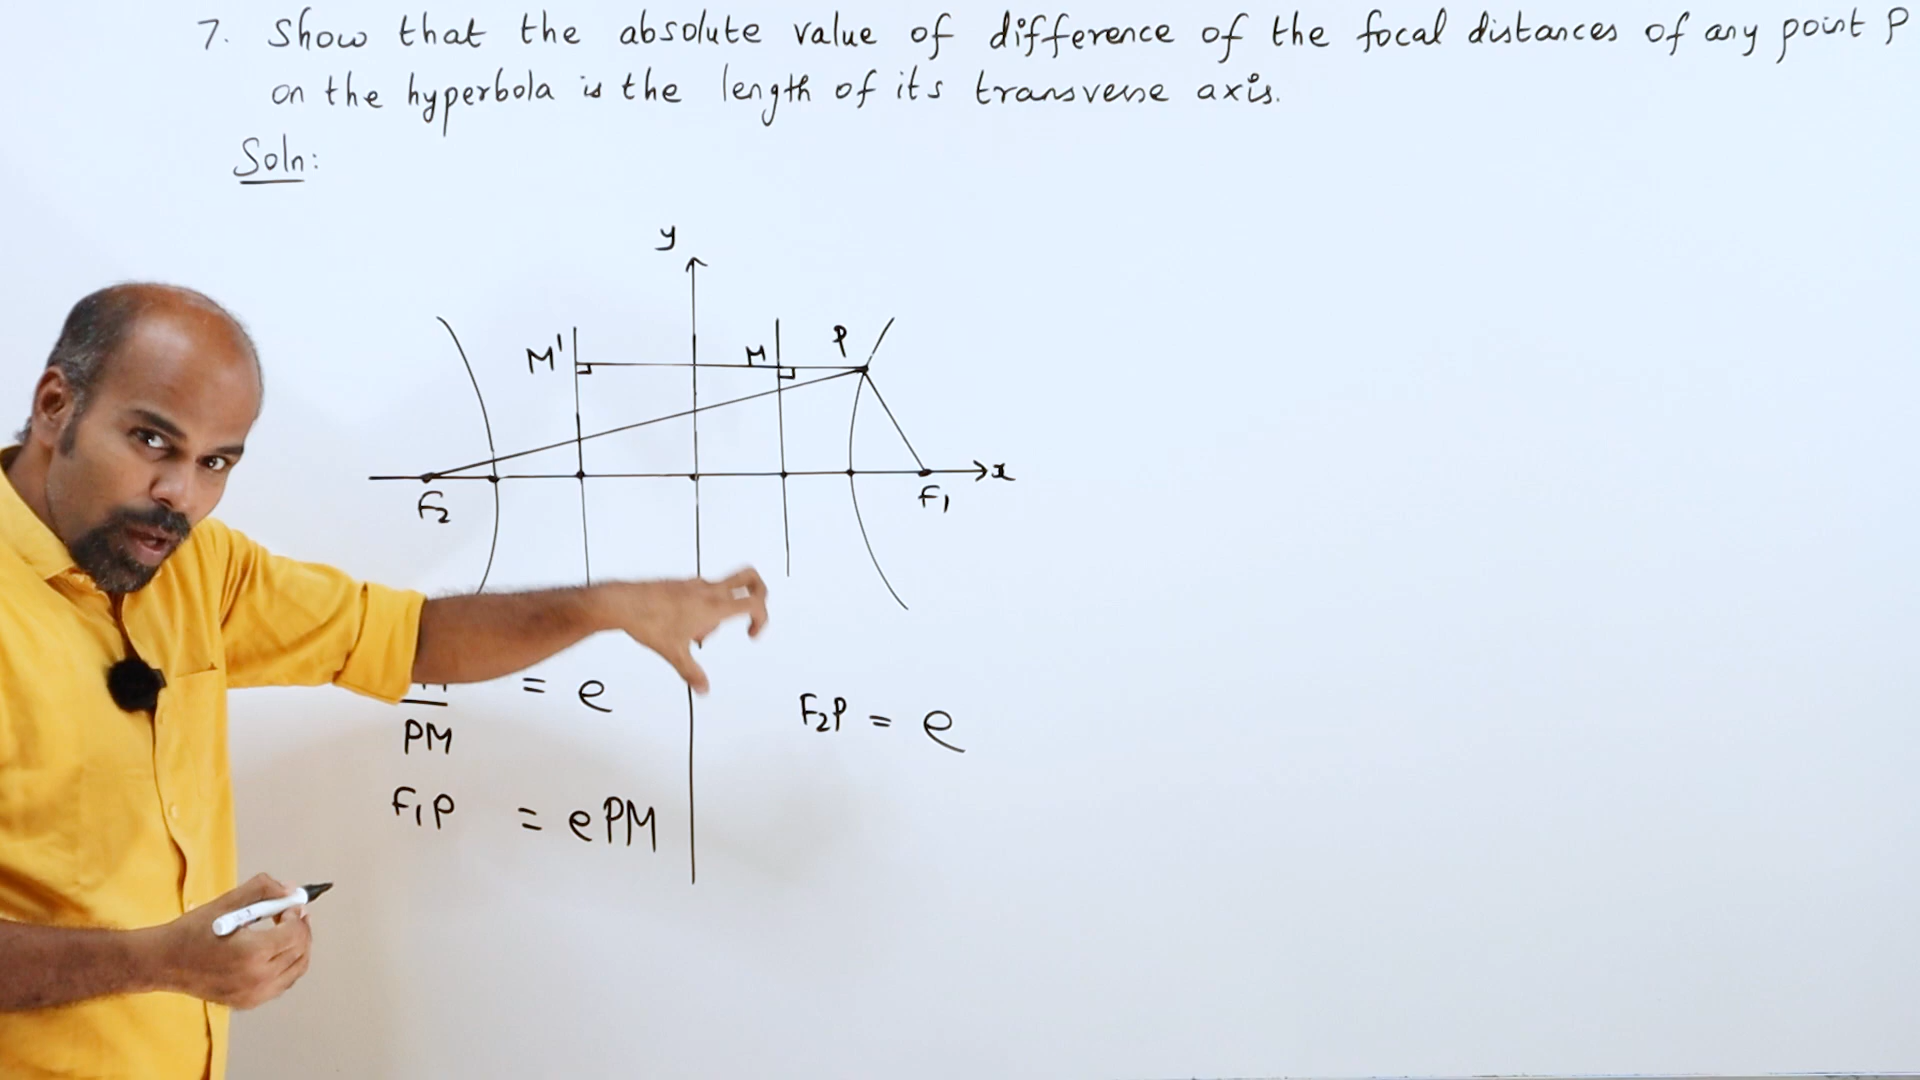 7. Show that the absolute value of difference of the focal distances of any point P
on the hyperbola is the length of its transverse axis.
Soln:
y
M'
M
P
F₂
F₁
x
= e
PM
F₁P = ePM
F₂P = e